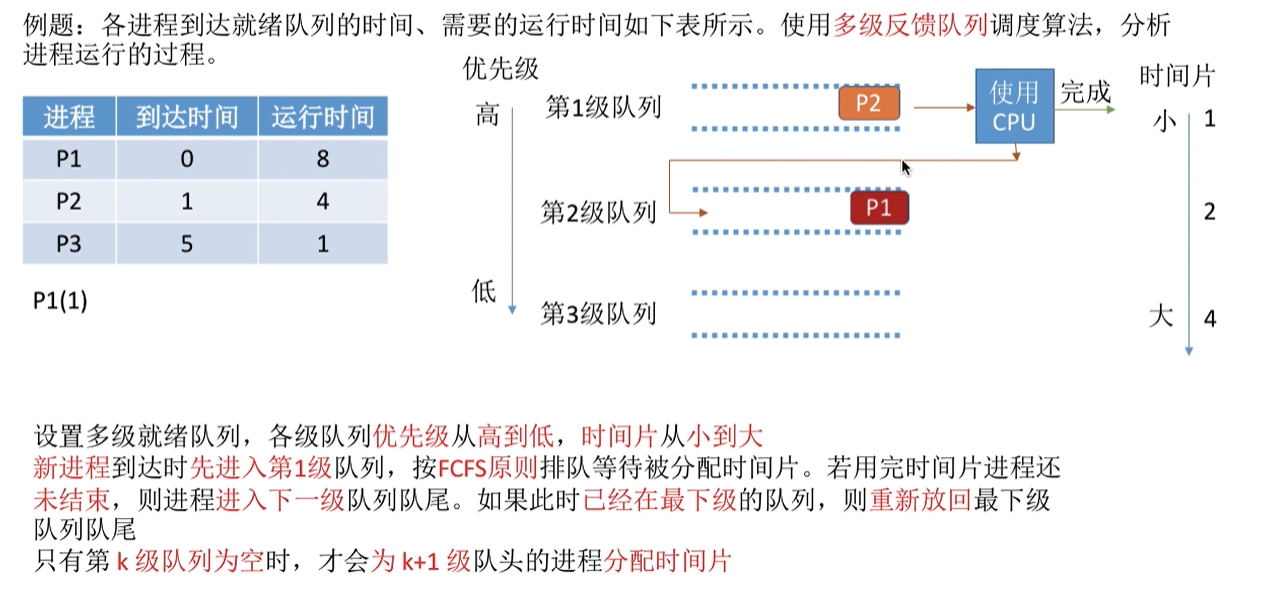 例题：各进程到达就绪队列的时间、需要的运行时间如下表所示。使用多级反馈队列调度算法，分析
进程运行的过程。
优先级
时间片
进程 到达时间 运行时间
P1 0 8
P2 1 4
P3 5 1
P1(1)
高
低
第1级队列
P2
使用
CPU
完成
小 1
第2级队列
P1
2
第3级队列
大 4
设置多级就绪队列，各级队列优先级从高到低，时间片从小到大
新进程到达时先进入第1级队列，按FCFS原则排队等待被分配时间片。若用完时间片进程还
未结束，则进程进入下一级队列队尾。如果此时已经在最下级的队列，则重新放回最下级
队列队尾
只有第 k 级队列为空时，才会为 k+1 级队头的进程分配时间片